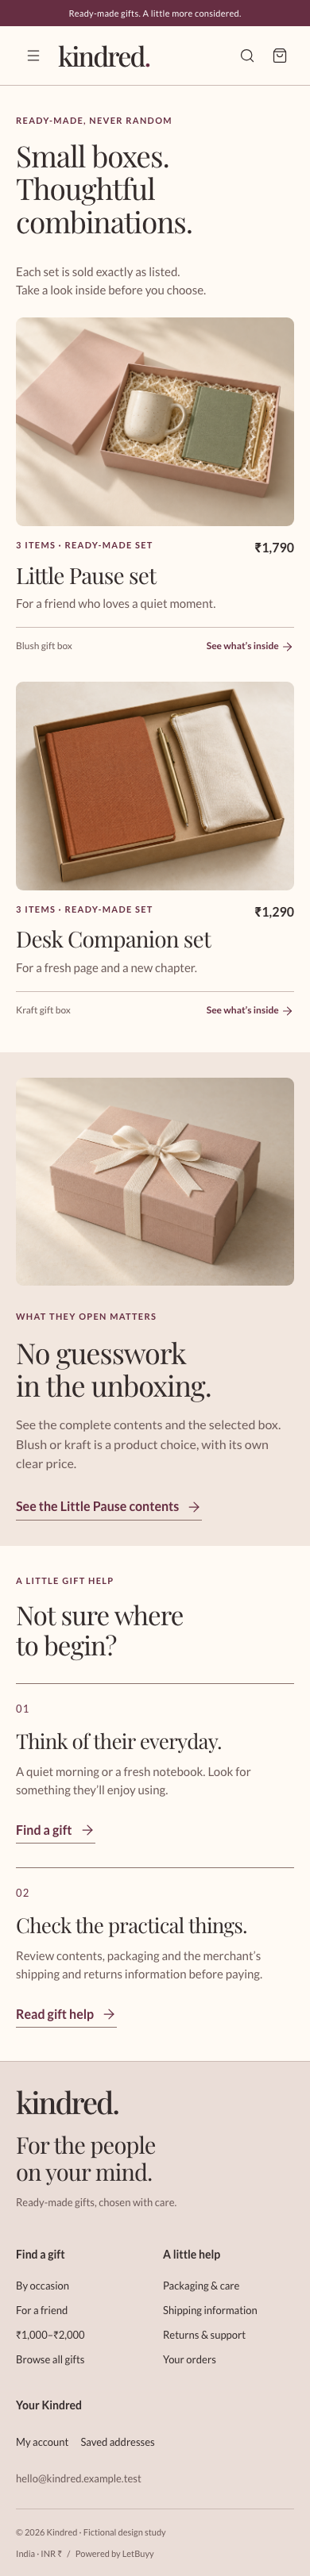 Ready-made gifts. A little more considered.
kindred.
READY-MADE, NEVER RANDOM
Small boxes.
Thoughtful
combinations.
Each set is sold exactly as listed.
Take a look inside before you choose.
3 ITEMS · READY-MADE SET
₹1,790
Little Pause set
For a friend who loves a quiet moment.
Blush gift box
See what’s inside →
3 ITEMS · READY-MADE SET
₹1,290
Desk Companion set
For a fresh page and a new chapter.
Kraft gift box
See what’s inside →
WHAT THEY OPEN MATTERS
No guesswork
in the unboxing.
See the complete contents and the selected box.
Blush or kraft is a product choice, with its own
clear price.
See the Little Pause contents →
A LITTLE GIFT HELP
Not sure where
to begin?
01
Think of their everyday.
A quiet morning or a fresh notebook. Look for
something they’ll enjoy using.
Find a gift →
02
Check the practical things.
Review contents, packaging and the merchant’s
shipping and returns information before paying.
Read gift help →
kindred.
For the people
on your mind.
Ready-made gifts, chosen with care.
Find a gift
By occasion
For a friend
₹1,000–₹2,000
Browse all gifts
A little help
Packaging & care
Shipping information
Returns & support
Your orders
Your Kindred
My account Saved addresses
hello@kindred.example.test
© 2026 Kindred · Fictional design study
India · INR ₹ / Powered by LetBuyy